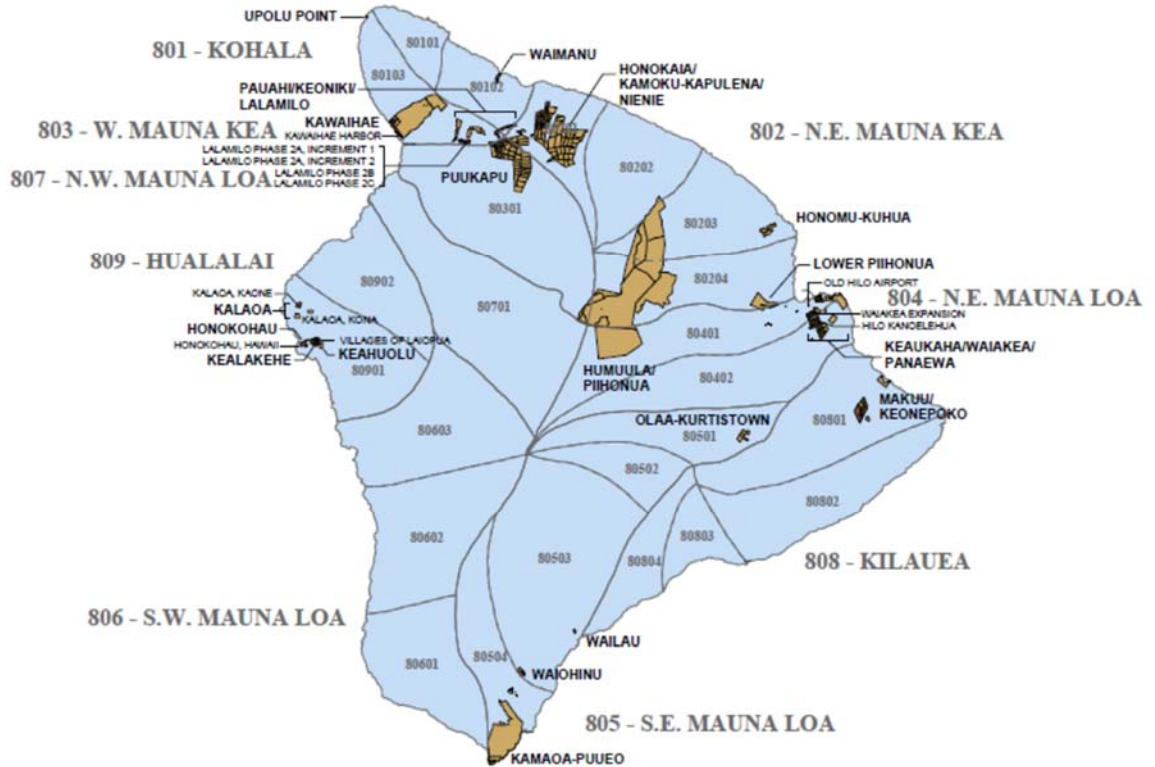 UPOLU POINT
801 - KOHALA
80101
80103
80102
WAIMANU
HONOKAIA/
KAMOKU-KAPULENA/
NIENIE
PAUAHI/KEONIKI/
LALAMILO
KAWAIHAE
KAWAIHAE HARBOR
803 - W. MAUNA KEA
802 - N.E. MAUNA KEA
LALAMILO PHASE 2A, INCREMENT 1
LALAMILO PHASE 2A, INCREMENT 2
LALAMILO PHASE 2B
LALAMILO PHASE 2C
807 - N.W. MAUNA LOA
PUUKAPU
80202
80301
80203
HONOMU-KUHUA
809 - HUALALAI
80902
80204
LOWER PIIHONUA
OLD HILO AIRPORT
804 - N.E. MAUNA LOA
KALAOA, KAONE
KALAOA
KALAOA, KONA
80701
WAIAKEA EXPANSION
HILO KANOELEHUA
HONOKOHAU
VILLAGES OF LAIOPUA
HONOKOHAU, HAWAII
KEAHUOLU
KEALAKEHE
80401
KEAUKAHA/WAIAKEA/
PANAEWA
80901
HUMUULA/
PIIHONUA
80402
MAKUU/
KEONEPOKO
80603
OLAA-KURTISTOWN
80501
80801
80502
80802
80602
80503
80804
80803
808 - KILAUEA
806 - S.W. MAUNA LOA
WAILAU
80601
80504
WAIOHINU
805 - S.E. MAUNA LOA
KAMAOA-PUUEO